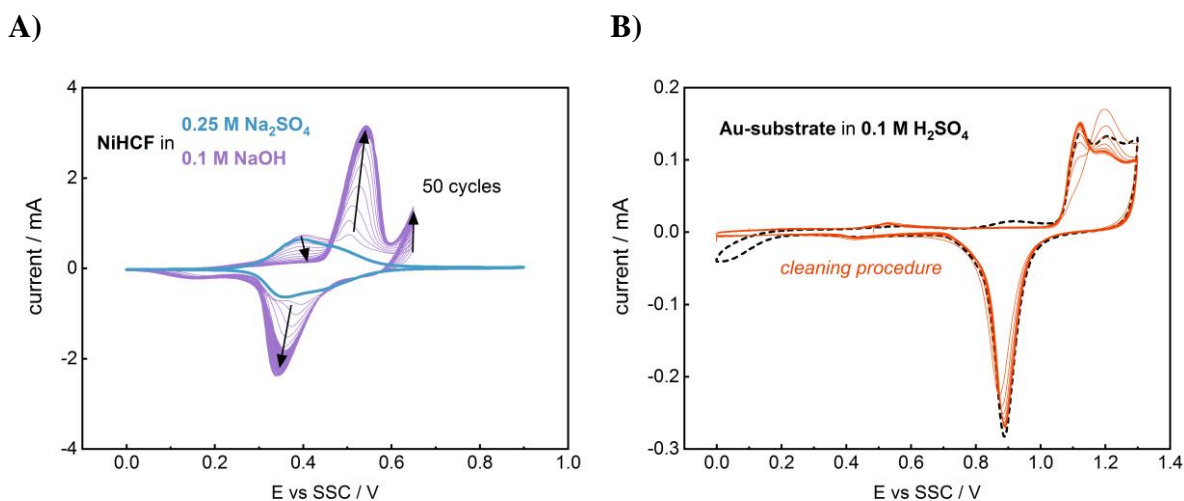 A)
B)
4
2
0
-2
-4
current / mA
NiHCF in
0.25 M Na₂SO₄
0.1 M NaOH
50 cycles
0.0 0.2 0.4 0.6 0.8 1.0
E vs SSC / V
0.2
0.1
0.0
-0.1
-0.2
-0.3
current / mA
Au-substrate in 0.1 M H₂SO₄
cleaning procedure
0.0 0.2 0.4 0.6 0.8 1.0 1.2 1.4
E vs SSC / V